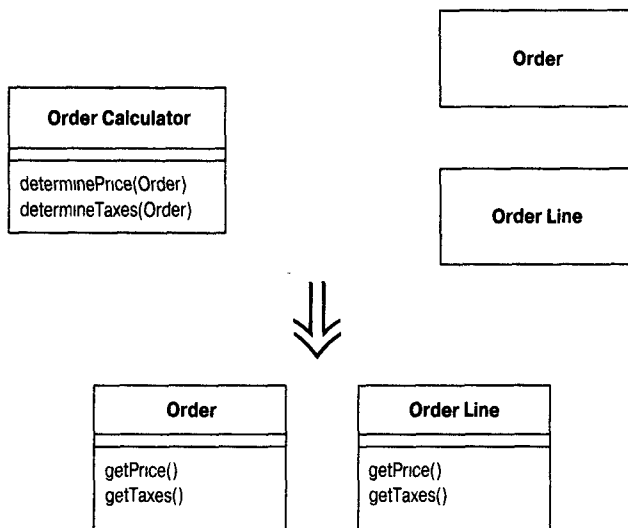 Order
Order Calculator
determinePrice(Order)
determineTaxes(Order)
Order Line
Order
getPrice()
getTaxes()
Order Line
getPrice()
getTaxes()